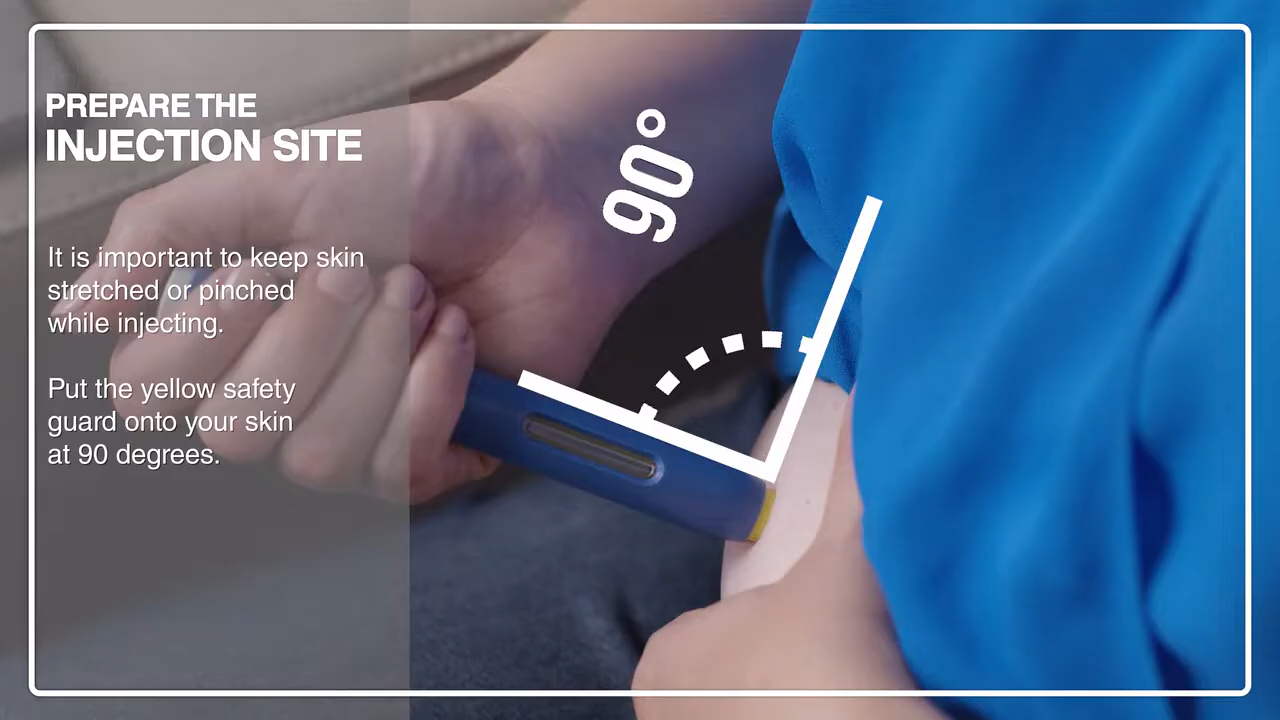 PREPARE THE
INJECTION SITE
It is important to keep skin
stretched or pinched
while injecting.
Put the yellow safety
guard onto your skin
at 90 degrees.
90°